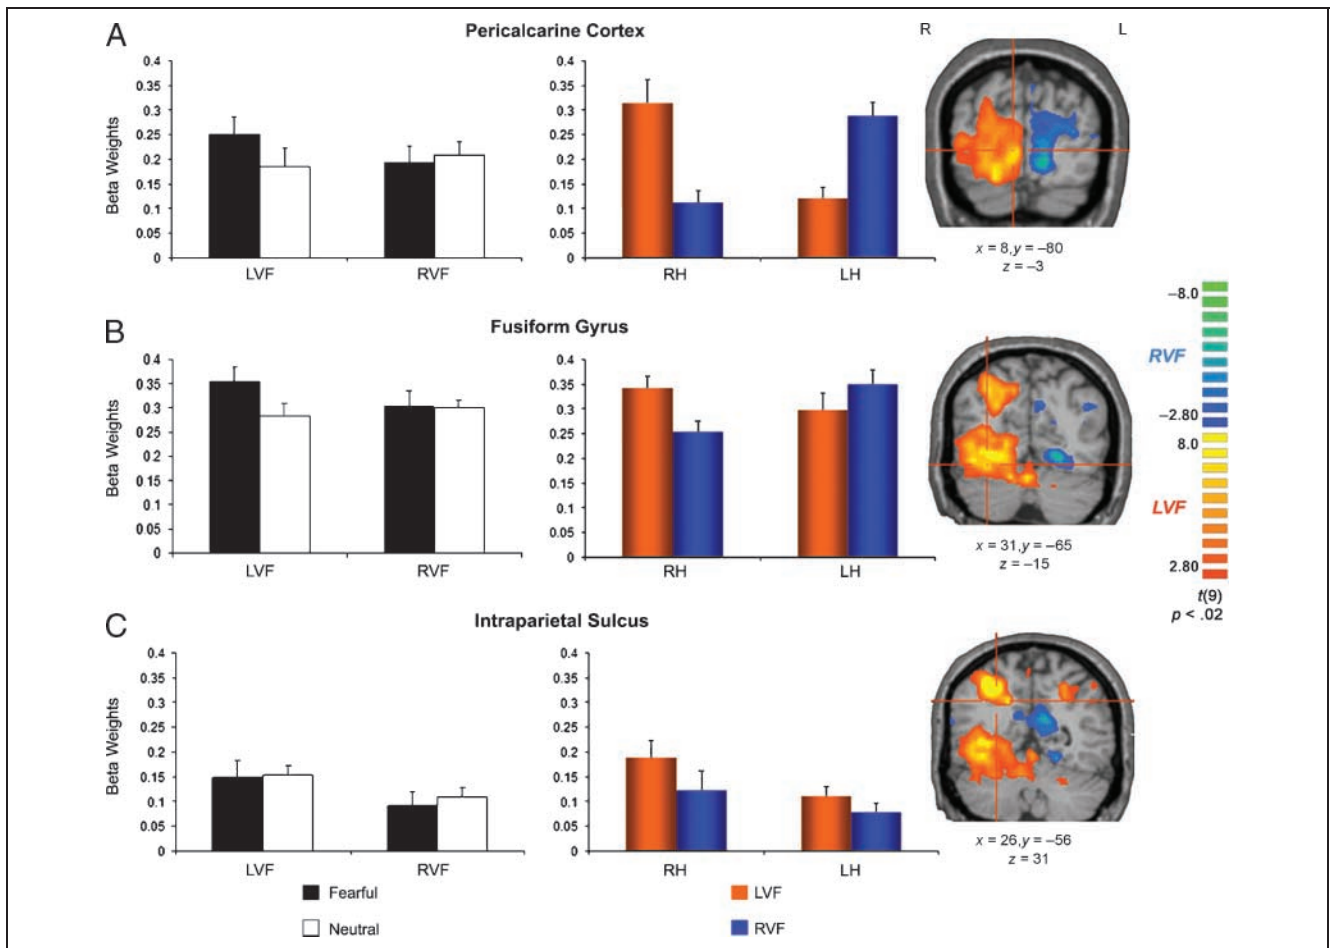 A
Pericalcarine Cortex
R
L
0.4
0.35
0.3
0.25
0.2
0.15
0.1
0.05
0
Beta Weights
LVF
RVF
0.4
0.35
0.3
0.25
0.2
0.15
0.1
0.05
0
RH
LH
x = 8,y = –80
z = –3
B
Fusiform Gyrus
0.4
0.35
0.3
0.25
0.2
0.15
0.1
0.05
0
Beta Weights
LVF
RVF
0.4
0.35
0.3
0.25
0.2
0.15
0.1
0.05
0
RH
LH
x = 31,y = –65
z = –15
–8.0
RVF
–2.80
8.0
LVF
2.80
t(9)
p < .02
C
Intraparietal Sulcus
0.4
0.35
0.3
0.25
0.2
0.15
0.1
0.05
0
Beta Weights
LVF
RVF
0.4
0.35
0.3
0.25
0.2
0.15
0.1
0.05
0
RH
LH
x = 26,y = –56
z = 31
Fearful
Neutral
LVF
RVF